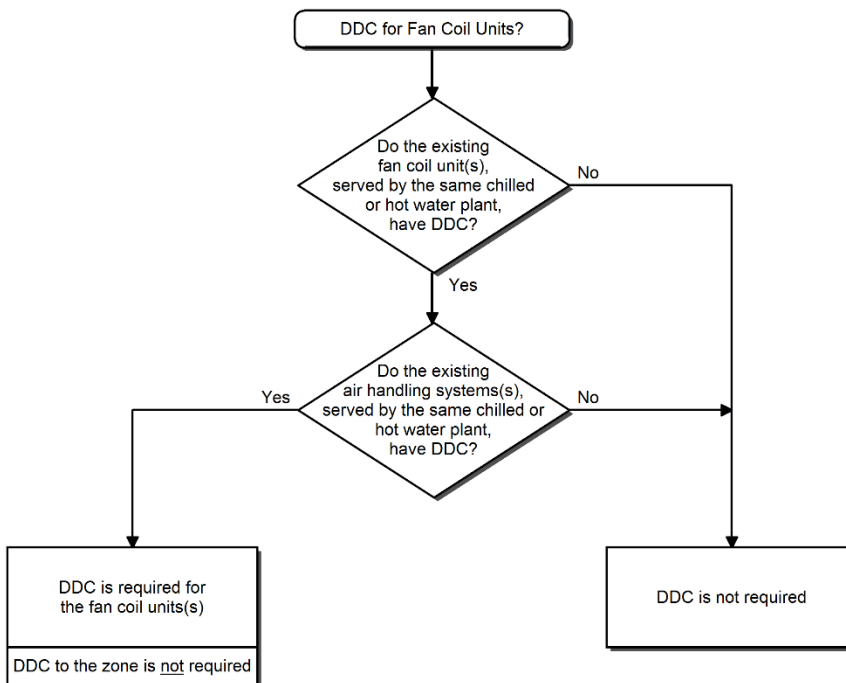 DDC for Fan Coil Units?
Do the existing
fan coil unit(s),
served by the same chilled
or hot water plant,
have DDC?
No
Yes
Do the existing
air handling systems(s),
served by the same chilled or
hot water plant,
have DDC?
Yes
No
DDC is required for
the fan coil units(s)
DDC to the zone is not required
DDC is not required